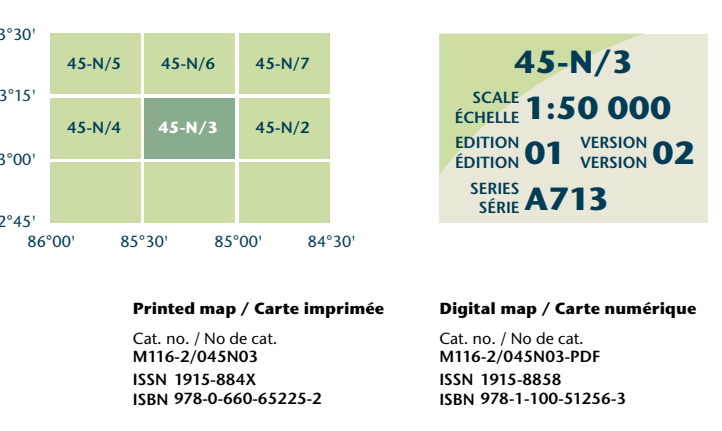 3°30'
45-N/5 45-N/6 45-N/7
3°15'
45-N/4 45-N/3 45-N/2
3°00'
2°45'
86°00' 85°30' 85°00' 84°30'
45-N/3
SCALE
ÉCHELLE 1:50 000
EDITION
ÉDITION 01 VERSION
VERSION 02
SERIES
SÉRIE A713
Printed map / Carte imprimée
Cat. no. / No de cat.
M116-2/045N03
ISSN 1915-884X
ISBN 978-0-660-65225-2
Digital map / Carte numérique
Cat. no. / No de cat.
M116-2/045N03-PDF
ISSN 1915-8858
ISBN 978-1-100-51256-3